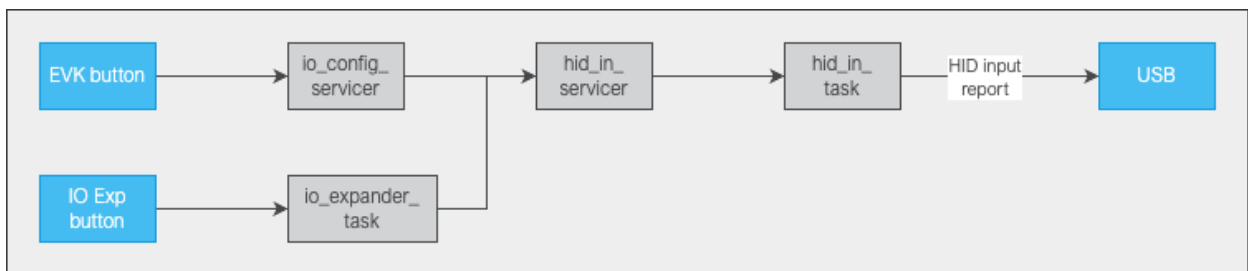 EVK button
io_config_
servicer
hid_in_
servicer
hid_in_
task
HID input
report
USB
IO Exp
button
io_expander_
task